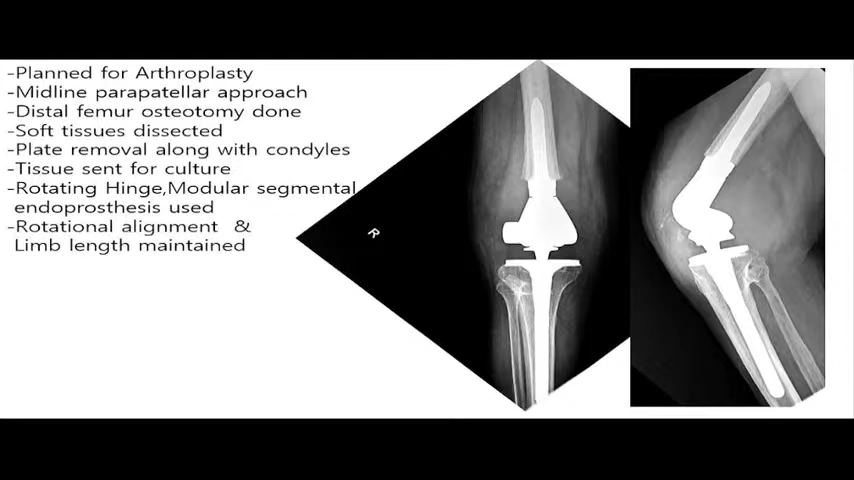 -Planned for Arthroplasty
-Midline parapatellar approach
-Distal femur osteotomy done
-Soft tissues dissected
-Plate removal along with condyles
-Tissue sent for culture
-Rotating Hinge,Modular segmental
endoprosthesis used
-Rotational alignment &
Limb length maintained
R